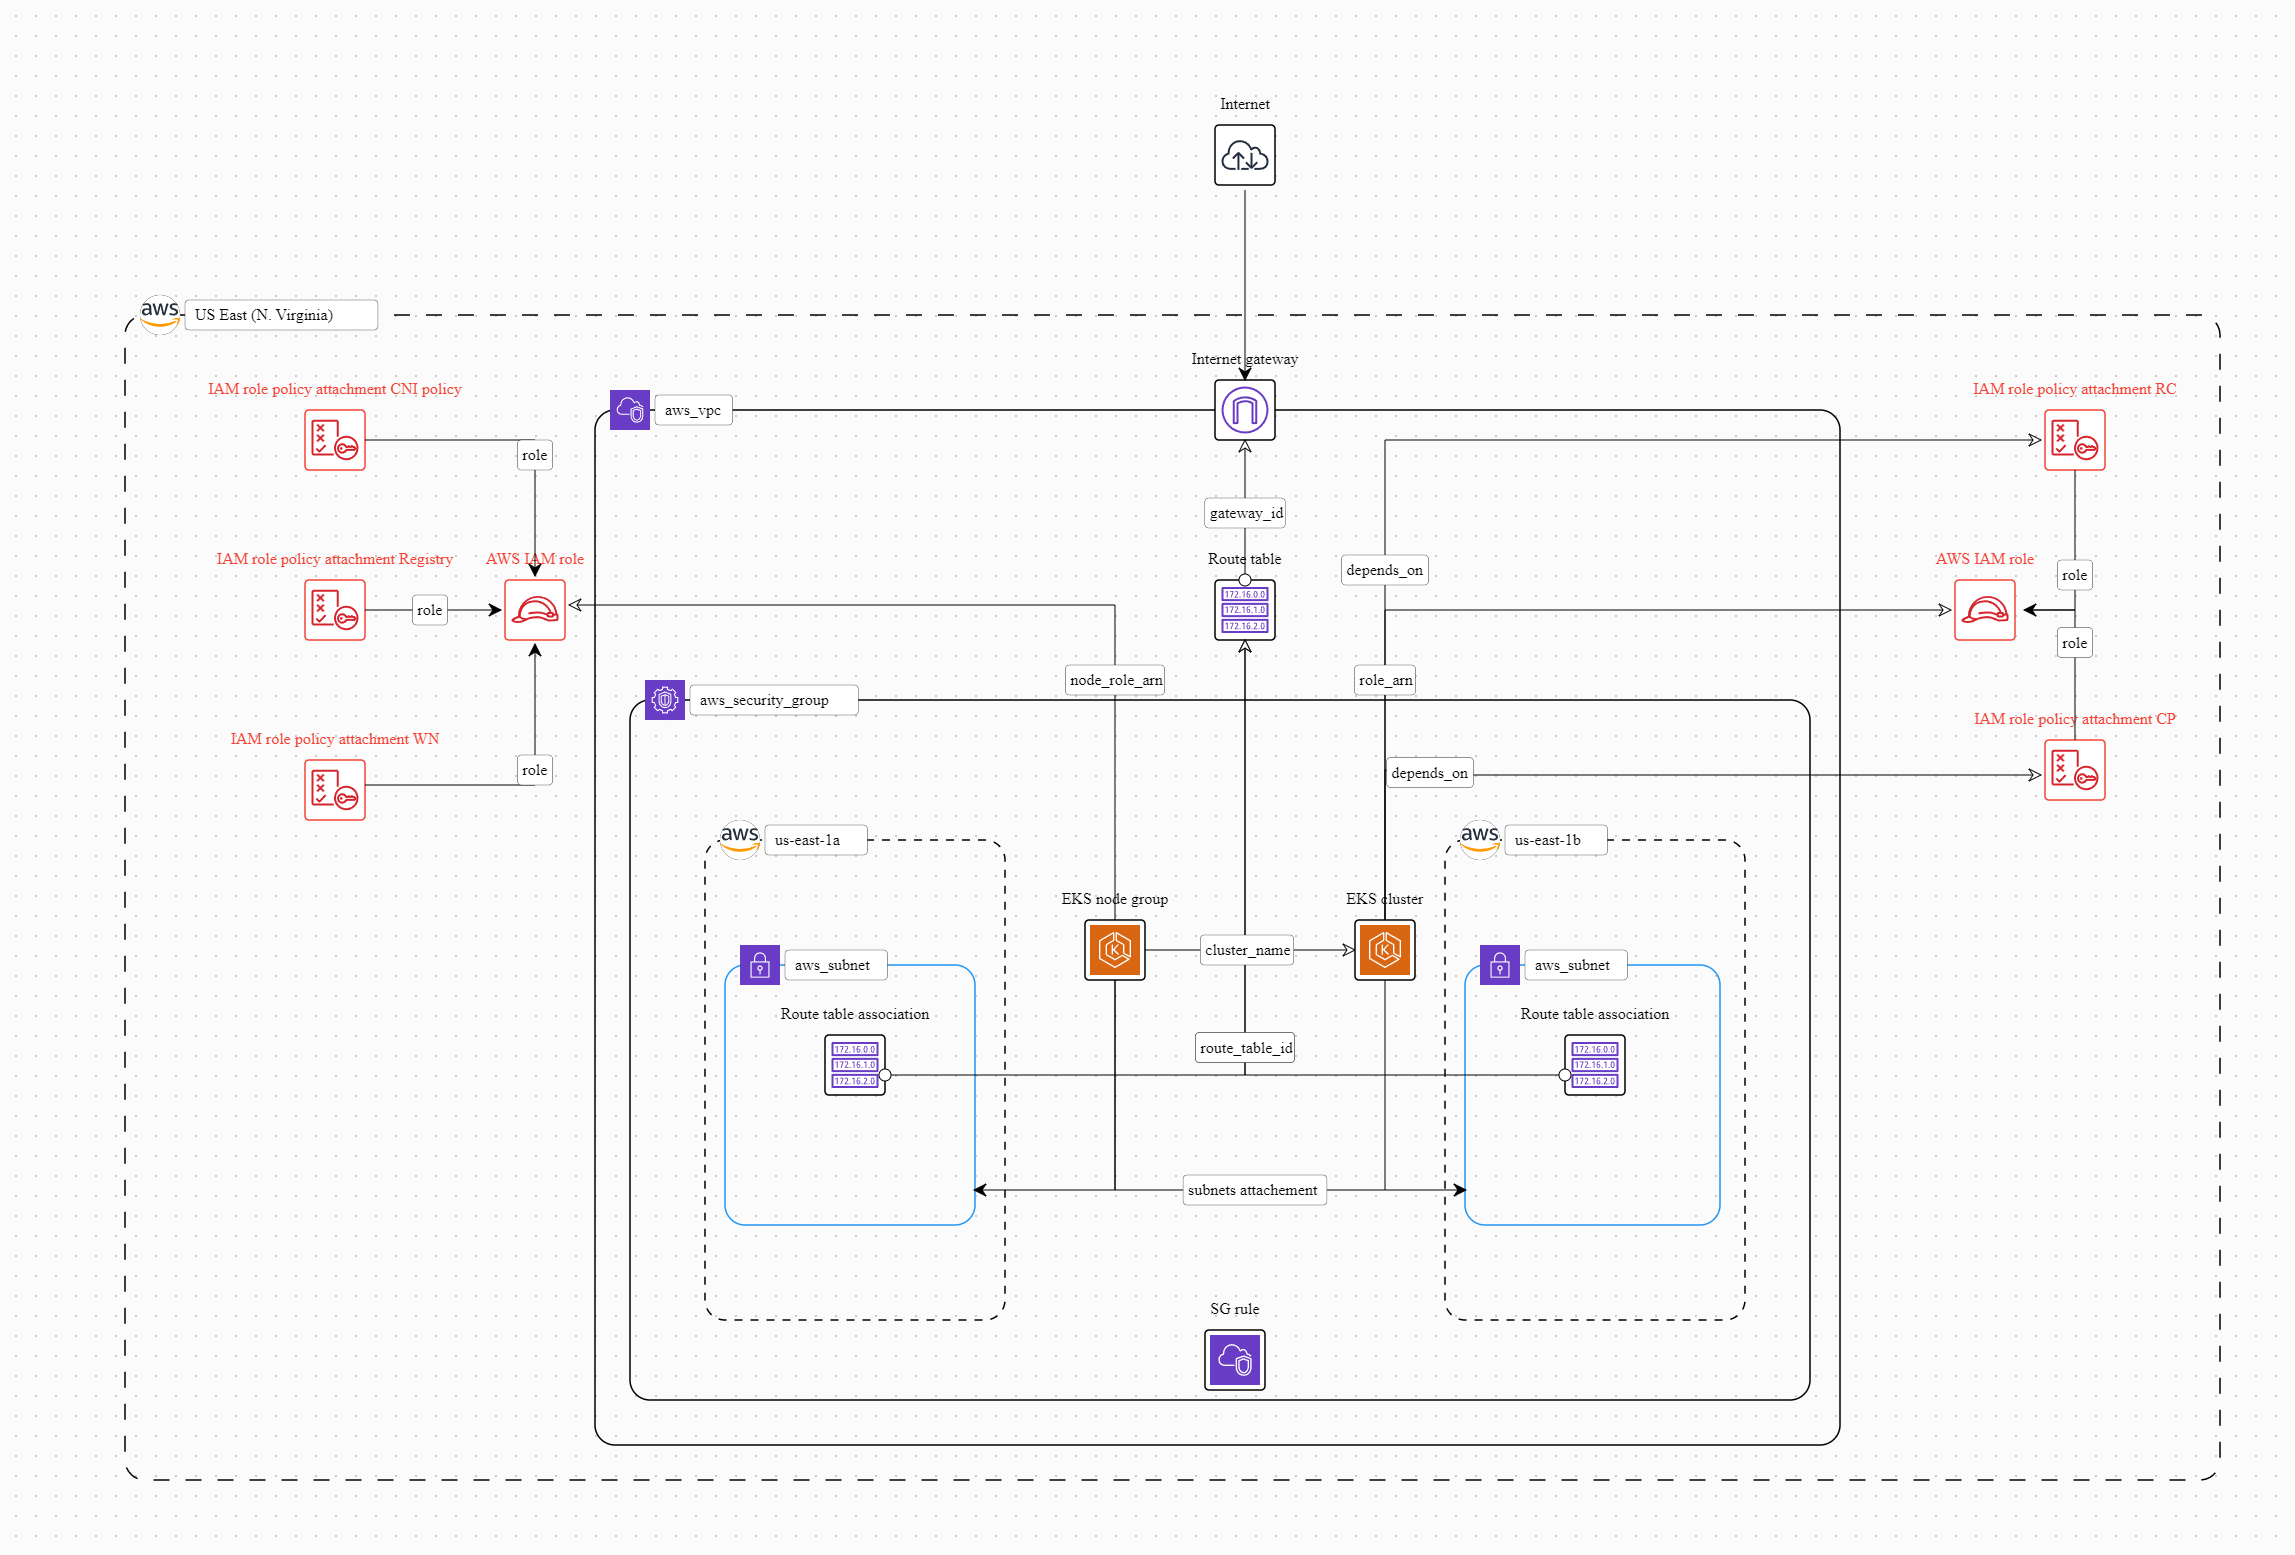 Internet
aws
US East (N. Virginia)
Internet gateway
IAM role policy attachment CNI policy
IAM role policy attachment RC
aws_vpc
role
gateway_id
IAM role policy attachment Registry
AWS IAM role
Route table
depends_on
AWS IAM role
role
172.16.0.0
172.16.1.0
172.16.2.0
role
role
node_role_arn
role_arn
aws_security_group
IAM role policy attachment WN
IAM role policy attachment CP
role
depends_on
aws
us-east-1a
aws
us-east-1b
EKS node group
EKS cluster
K
cluster_name
K
aws_subnet
aws_subnet
Route table association
Route table association
172.16.0.0
172.16.1.0
172.16.2.0
route_table_id
172.16.0.0
172.16.1.0
172.16.2.0
subnets attachement
SG rule